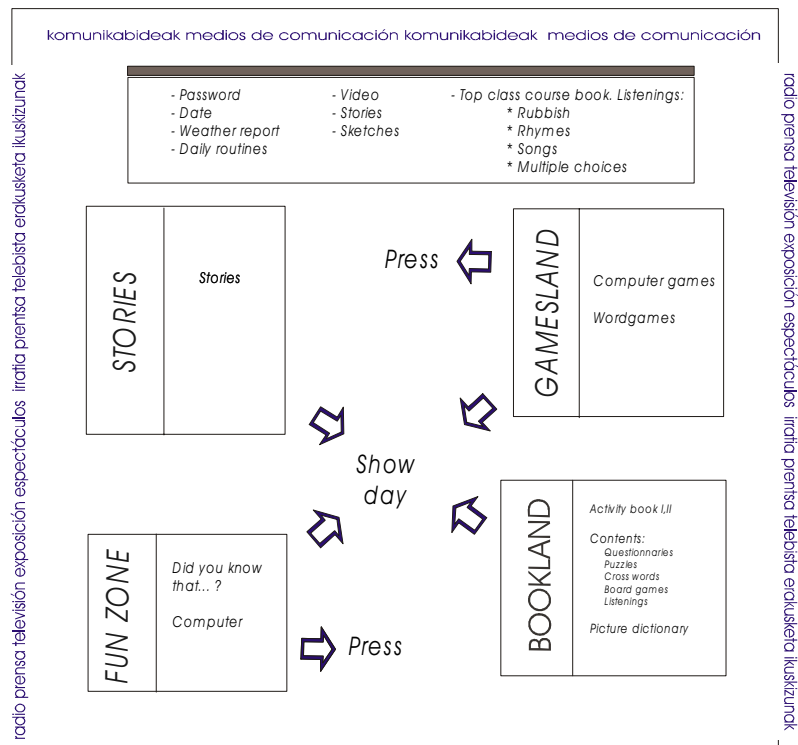 komunikabideak medios de comunicación komunikabideak medios de comunicación
radio prensa televisión exposición espectáculos irratia prentsa telebista erakusketa ikuskizunak
- Password
- Date
- Weather report
- Daily routines
- Video
- Stories
- Sketches
- Top class course book. Listenings:
* Rubbish
* Rhymes
* Songs
* Multiple choices
STORIES
Stories
Press
GAMESLAND
Computer games
Wordgames
Show
day
FUN ZONE
Did you know
that... ?
Computer
Press
BOOKLAND
Activity book I,II
Contents:
Questionnaries
Puzzles
Cross words
Board games
Listenings
Picture dictionary
radio prensa televisión exposición espectáculos irratia prentsa telebista erakusketa ikuskizunak